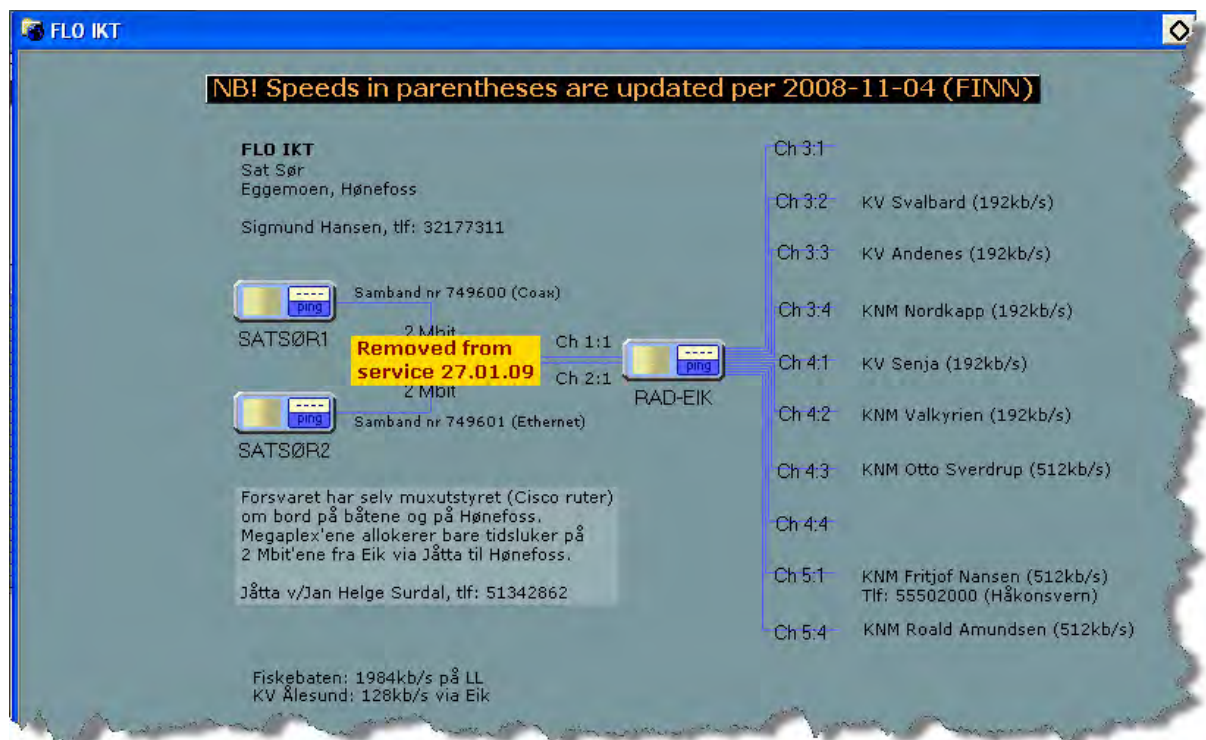 FLO IKT
NB! Speeds in parentheses are updated per 2008-11-04 (FINN)
FLO IKT
Sat Sør
Eggemoen, Hønefoss
Sigmund Hansen, tlf: 32177311
ping
SATSØR1
Samband nr 749600 (Coax)
2 Mbit
Removed from
service 27.01.09
2 Mbit
ping
SATSØR2
Samband nr 749601 (Ethernet)
Ch 1:1
Ch 2:1
ping
RAD-EIK
Ch 3:1
Ch 3:2 KV Svalbard (192kb/s)
Ch 3:3 KV Andenes (192kb/s)
Ch 3:4 KNM Nordkapp (192kb/s)
Ch 4:1 KV Senja (192kb/s)
Ch 4:2 KNM Valkyrien (192kb/s)
Ch 4:3 KNM Otto Sverdrup (512kb/s)
Ch 4:4
Ch 5:1 KNM Fritjof Nansen (512kb/s)
Tlf: 55502000 (Håkonsvern)
Ch 5:4 KNM Roald Amundsen (512kb/s)
Forsvaret har selv muxutstyret (Cisco ruter)
om bord på båtene og på Hønefoss.
Megaplex'ene allokerer bare tidsluker på
2 Mbit'ene fra Eik via Jåtta til Hønefoss.
Jåtta v/Jan Helge Surdal, tlf: 51342862
Fiskebaten: 1984kb/s på LL
KV Ålesund: 128kb/s via Eik